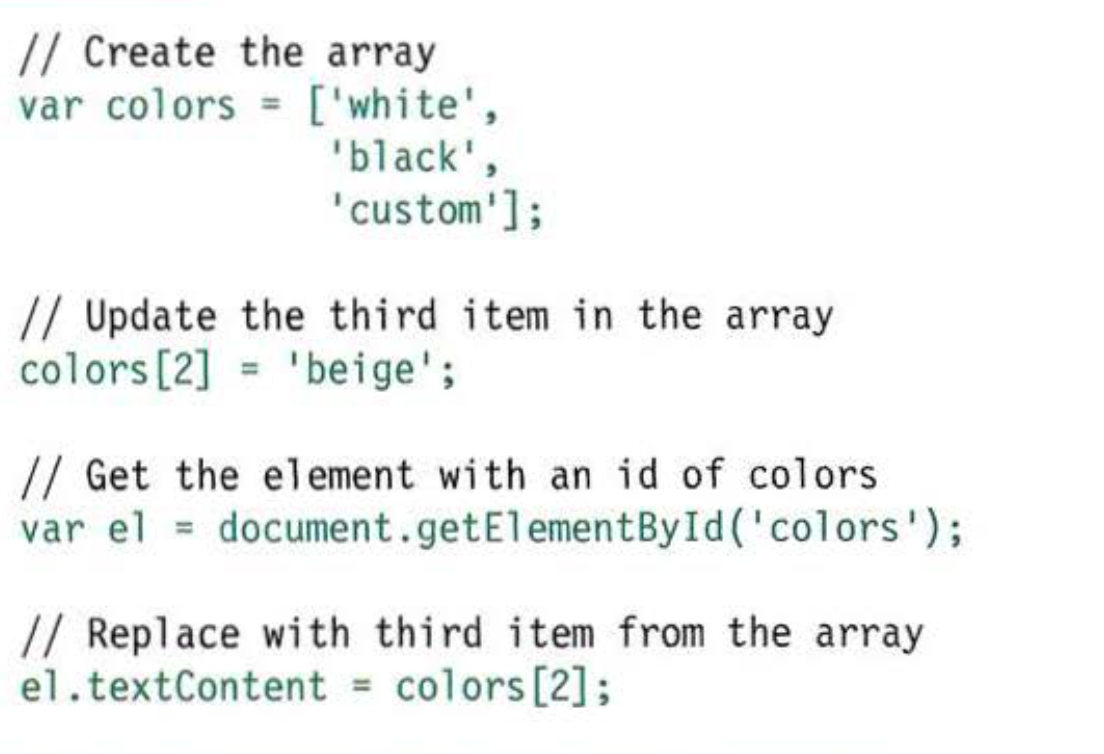 // Create the array
var colors = ['white',
'black',
'custom'];
// Update the third item in the array
colors[2] = 'beige';
// Get the element with an id of colors
var el = document.getElementById('colors');
// Replace with third item from the array
el.textContent = colors[2];